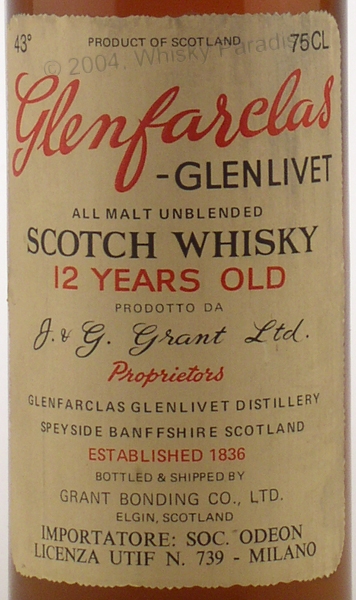 43° PRODUCT OF SCOTLAND 75CL
© 2004, Whisky Paradise
Glenfarclas
-GLENLIVET
ALL MALT UNBLENDED
SCOTCH WHISKY
12 YEARS OLD
PRODOTTO DA
J. & G. Grant Ltd.
Proprietors
GLENFARCLAS GLENLIVET DISTILLERY
SPEYSIDE BANFFSHIRE SCOTLAND
ESTABLISHED 1836
BOTTLED & SHIPPED BY
GRANT BONDING CO., LTD.
ELGIN, SCOTLAND
IMPORTATORE: SOC. ODEON
LICENZA UTIF N. 739 - MILANO